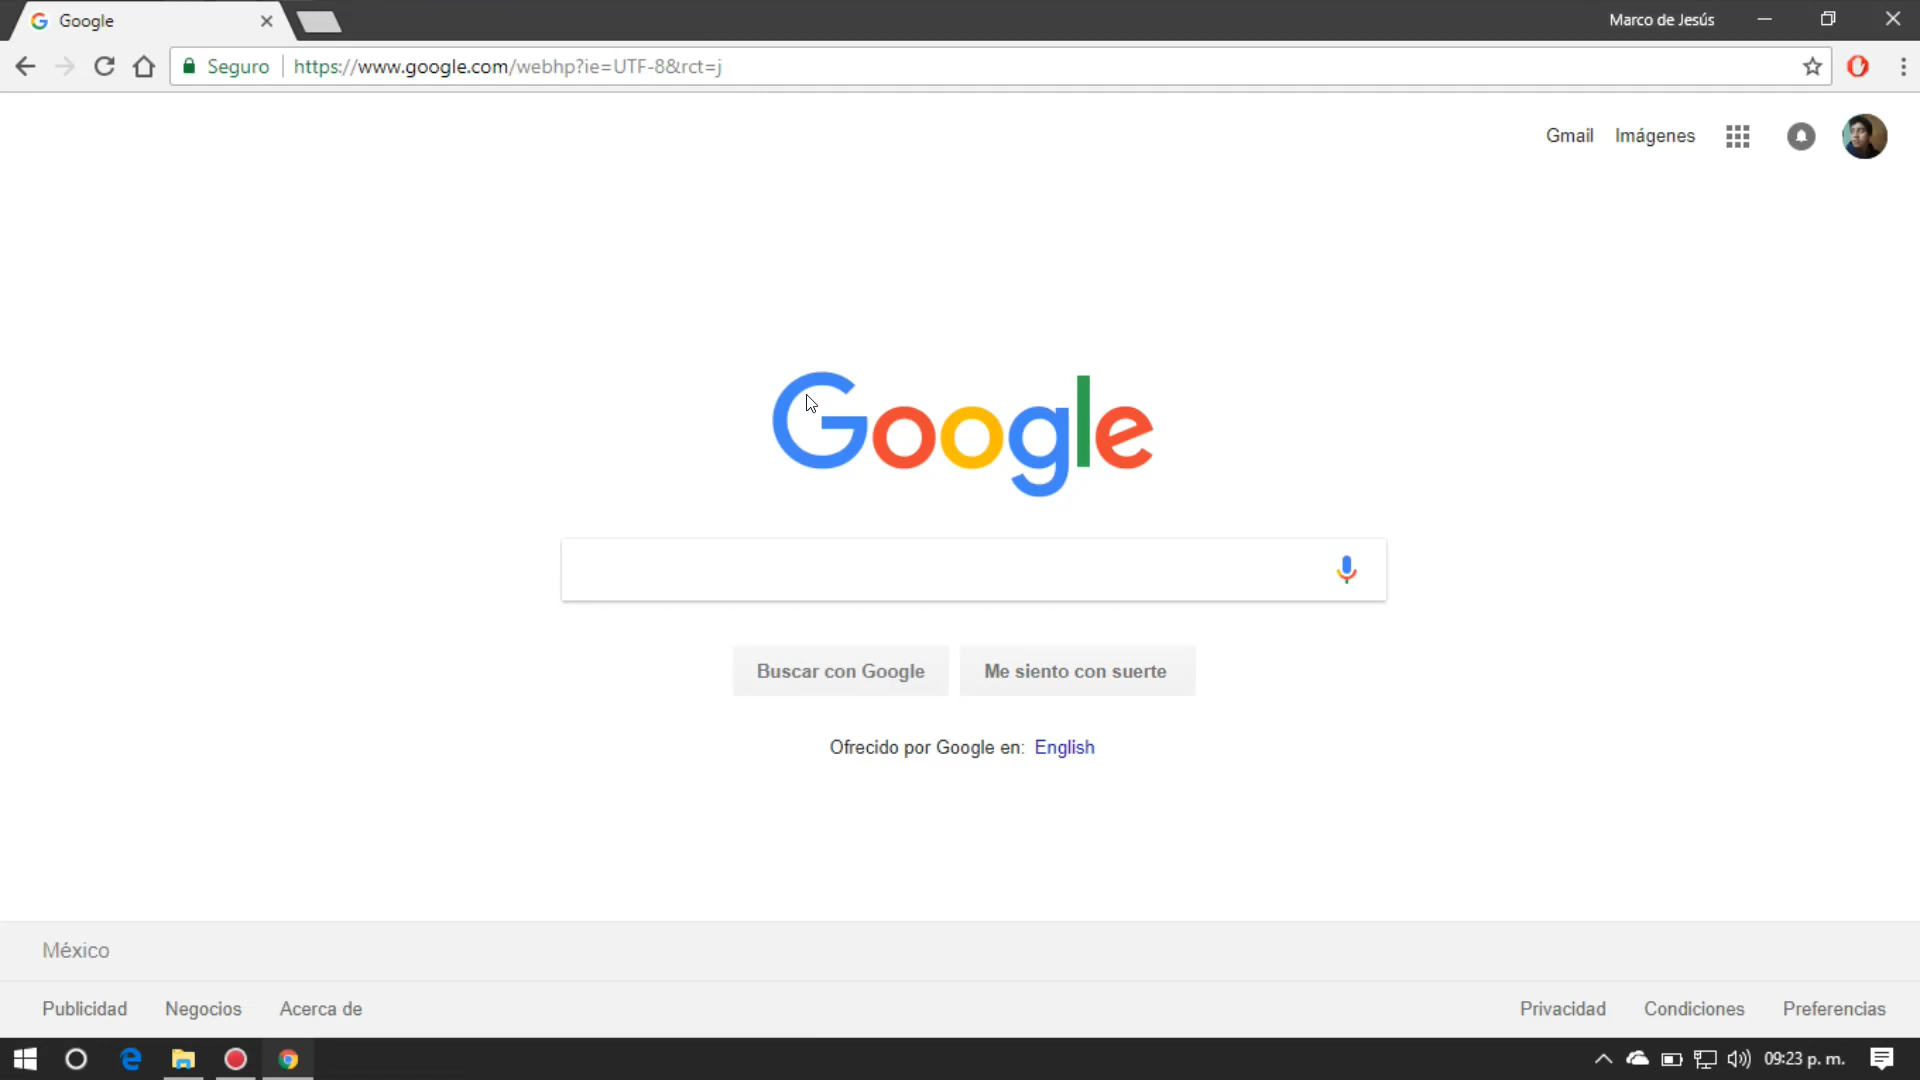 Google
Marco de Jesús
Seguro
https://www.google.com/webhp?ie=UTF-8&rct=j
Gmail Imágenes
Google
Buscar con Google Me siento con suerte
Ofrecido por Google en: English
México
Publicidad Negocios Acerca de Privacidad Condiciones Preferencias
09:23 p. m.